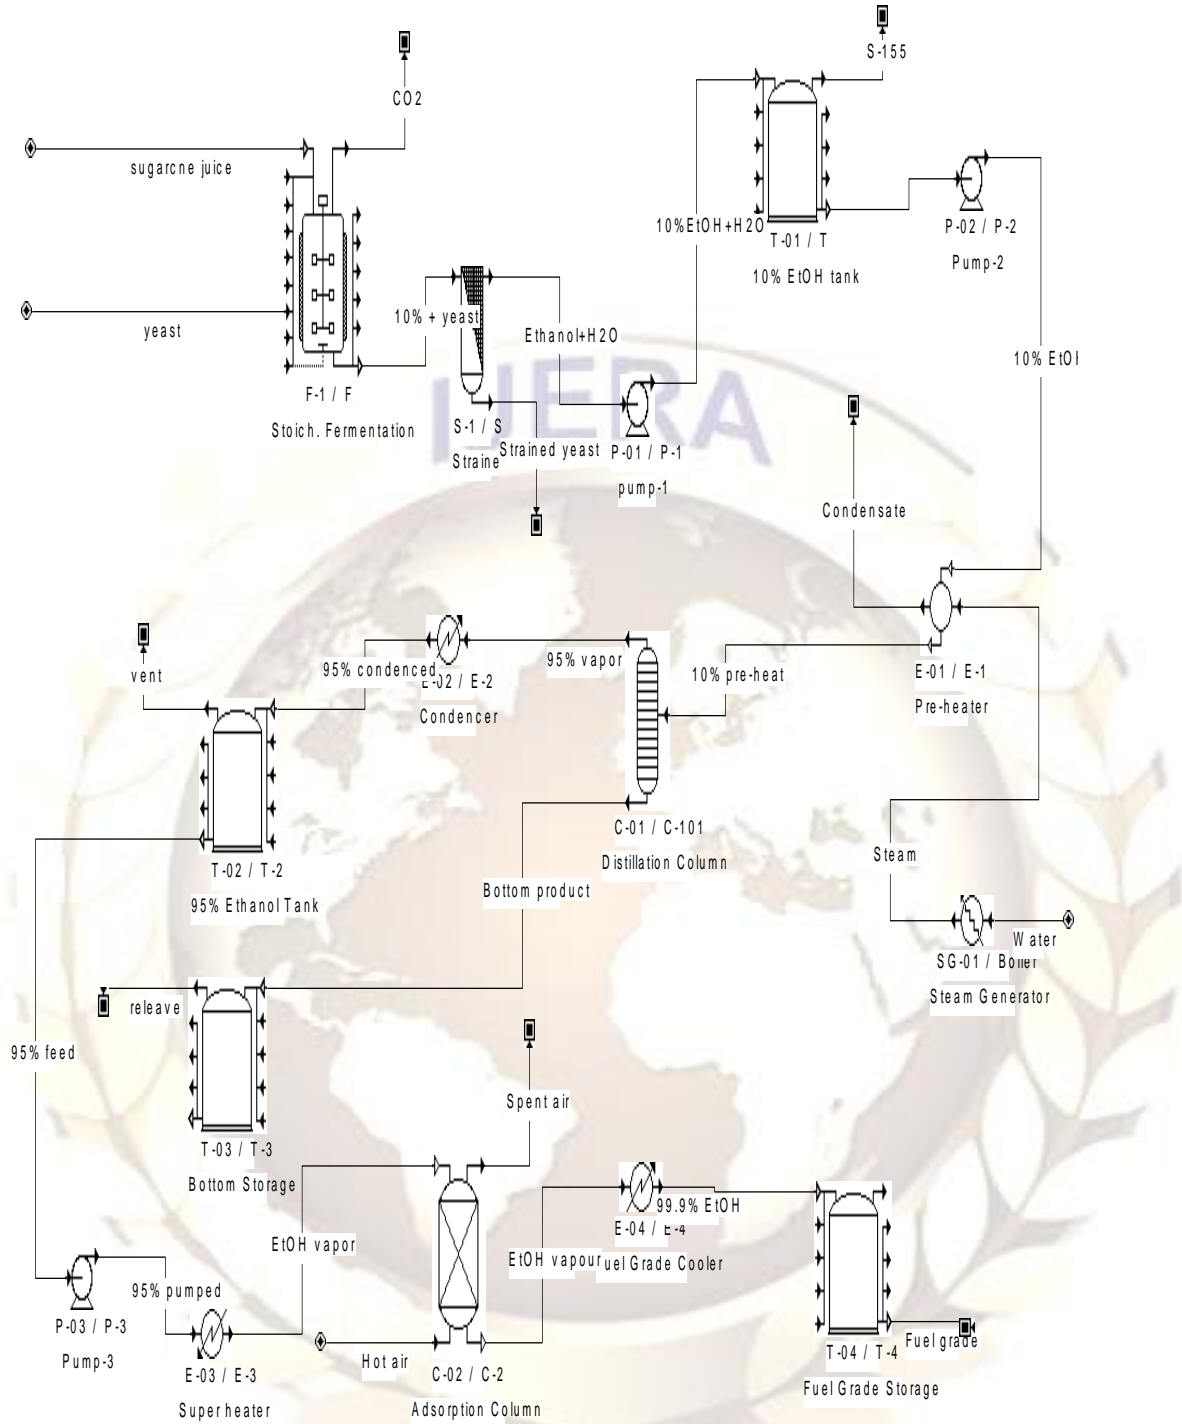 S-155
CO2
sugarcne juice
10%EtOH+H2O
P-02 / P-2
T-01 / T
Pump-2
10% EtOH tank
10% + yeast
yeast
Ethanol+H2O
10% EtOH
F-1 / F
Stoich. Fermentation
IJERA
S-1 / S
Straine
Strained yeast
P-01 / P-1
pump-1
Condensate
95% condenced
95% vapor
10% pre-heat
E-01 / E-1
vent
E-02 / E-2
Condencer
Pre-heater
C-01 / C-101
Distillation Column
Steam
T-02 / T-2
Bottom product
95% Ethanol Tank
Water
SG-01 / Boiler
Steam Generator
releave
95% feed
Spent air
T-03 / T-3
Bottom Storage
99.9% EtOH
E-04 / E-4
EtOH vapor
EtOH vapour
uel Grade Cooler
95% pumped
P-03 / P-3
Pump-3
Fuel grade
T-04 / T-4
Hot air
E-03 / E-3
C-02 / C-2
Fuel Grade Storage
Super heater
Adsorption Column